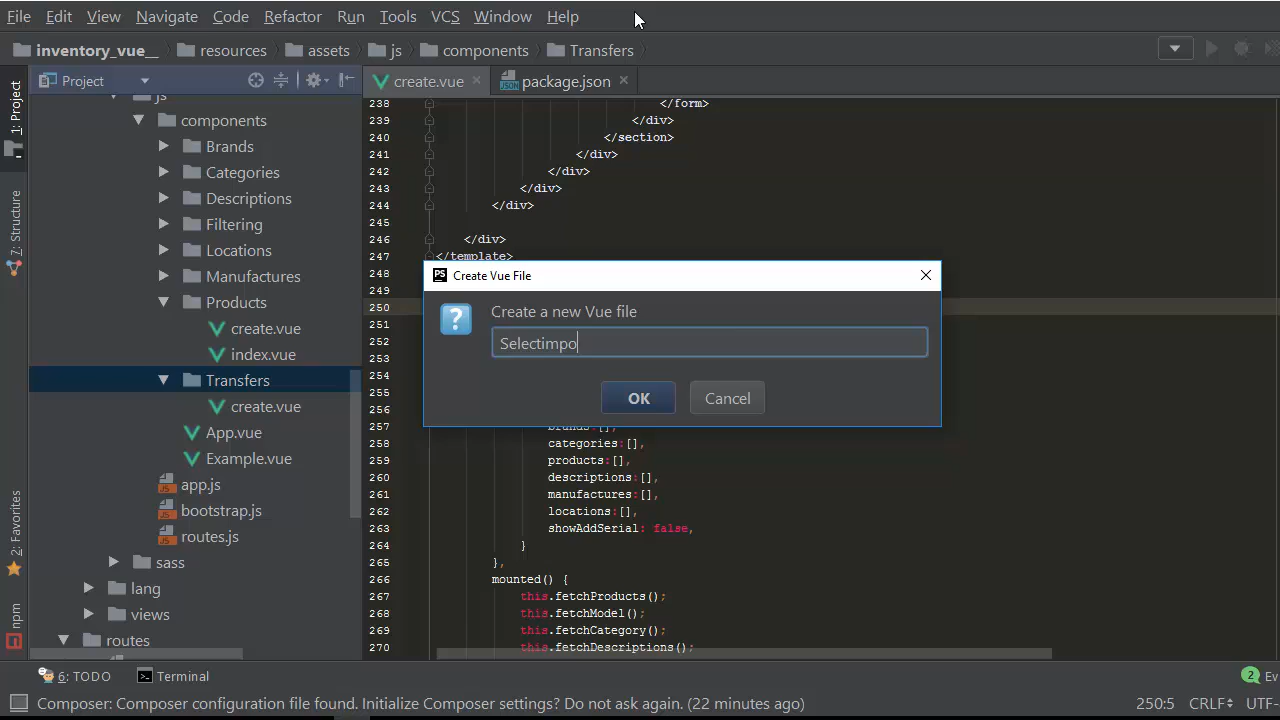 File Edit View Navigate Code Refactor Run Tools VCS Window Help
inventory_vue__ resources assets js components Transfers
1: Project
7: Structure
2: Favorites
npm
Project
js
components
Brands
Categories
Descriptions
Filtering
Locations
Manufactures
Products
create.vue
index.vue
Transfers
create.vue
App.vue
Example.vue
app.js
bootstrap.js
routes.js
sass
lang
views
routes
create.vue package.json
238 </form>
239 </div>
240 </section>
241 </div>
242 </div>
243 </div>
244 </div>
245
246 </div>
247 </template>
248
249
250
251
252
253
254
255
256
257 brands:[],
258 categories:[],
259 products:[],
260 descriptions:[],
261 manufactures:[],
262 locations:[],
263 showAddSerial: false,
264 }
265 },
266 mounted() {
267 this.fetchProducts();
268 this.fetchModel();
269 this.fetchCategory();
270 this.fetchDescriptions();
PS Create Vue File
Create a new Vue file
Selectimpo
OK Cancel
6: TODO Terminal 2 Ev
Composer: Composer configuration file found. Initialize Composer settings? Do not ask again. (22 minutes ago) 250:5 CRLF UTF-